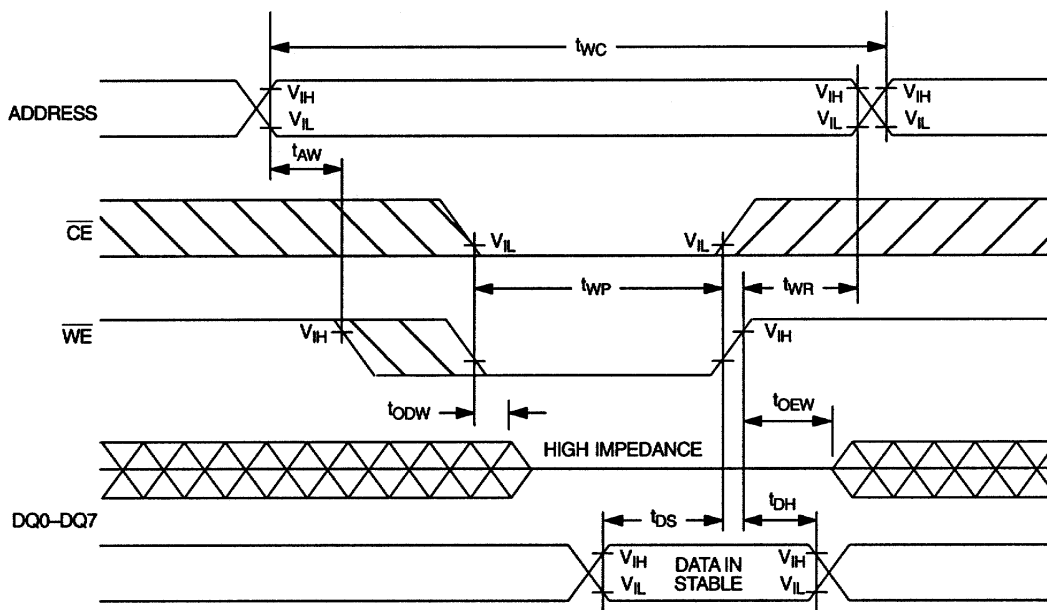 tWC
ADDRESS
VIH
VIL
VIH
VIL
VIH
VIL
tAW
CE
VIL
VIL
tWP
tWR
WE
VIH
VIH
tODW
tOEW
HIGH IMPEDANCE
DQ0–DQ7
tDS
tDH
VIH
VIL
DATA IN
STABLE
VIH
VIL